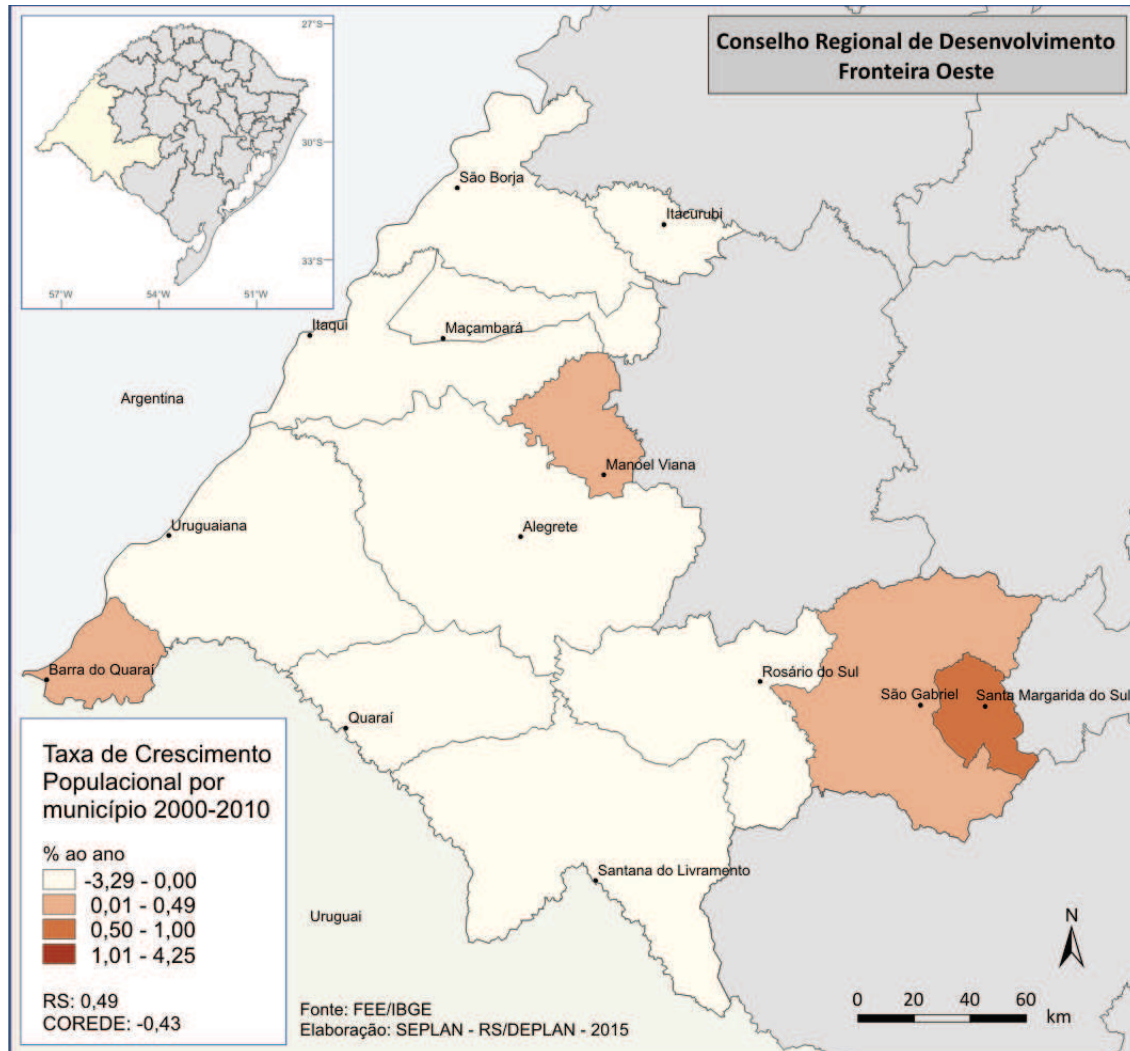 Conselho Regional de Desenvolvimento
Fronteira Oeste
27°S
30°S
33°S
57°W
54°W
51°W
São Borja
Itacurubi
Itaqui
Maçambará
Argentina
Manoel Viana
Uruguaiana
Alegrete
Barra do Quaraí
Rosário do Sul
São Gabriel
Santa Margarida do Sul
Quaraí
Santana do Livramento
Uruguai
Taxa de Crescimento
Populacional por
município 2000-2010
% ao ano
-3,29 - 0,00
0,01 - 0,49
0,50 - 1,00
1,01 - 4,25
RS: 0,49
COREDE: -0,43
Fonte: FEE/IBGE
Elaboração: SEPLAN - RS/DEPLAN - 2015
N
0 20 40 60
km